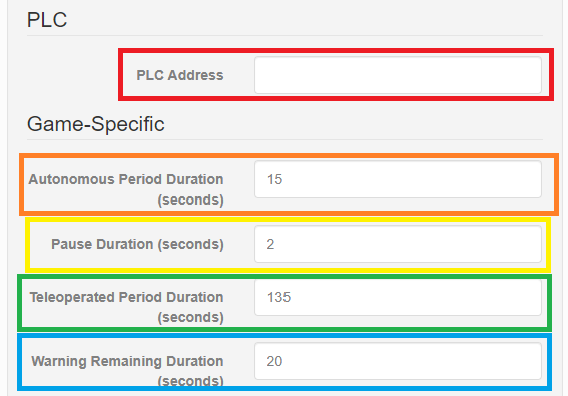 PLC
PLC Address
Game-Specific
Autonomous Period Duration
(seconds)
15
Pause Duration (seconds)
2
Teleoperated Period Duration
(seconds)
135
Warning Remaining Duration
(seconds)
20